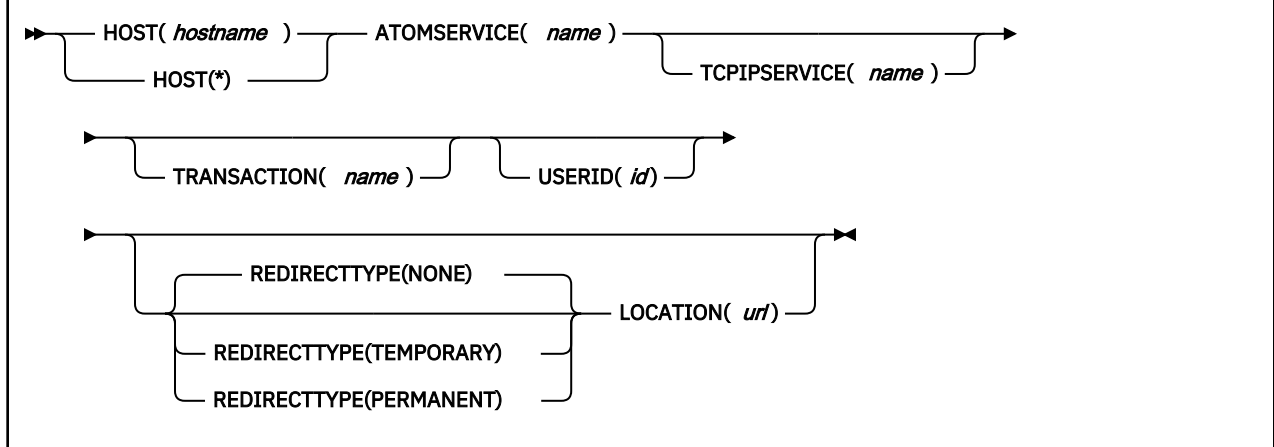 HOST( hostname ) ATOMSERVICE( name )
HOST(*) TCPIPSERVICE( name )
TRANSACTION( name ) USERID( id)
REDIRECTTYPE(NONE)
LOCATION( url)
REDIRECTTYPE(TEMPORARY)
REDIRECTTYPE(PERMANENT)